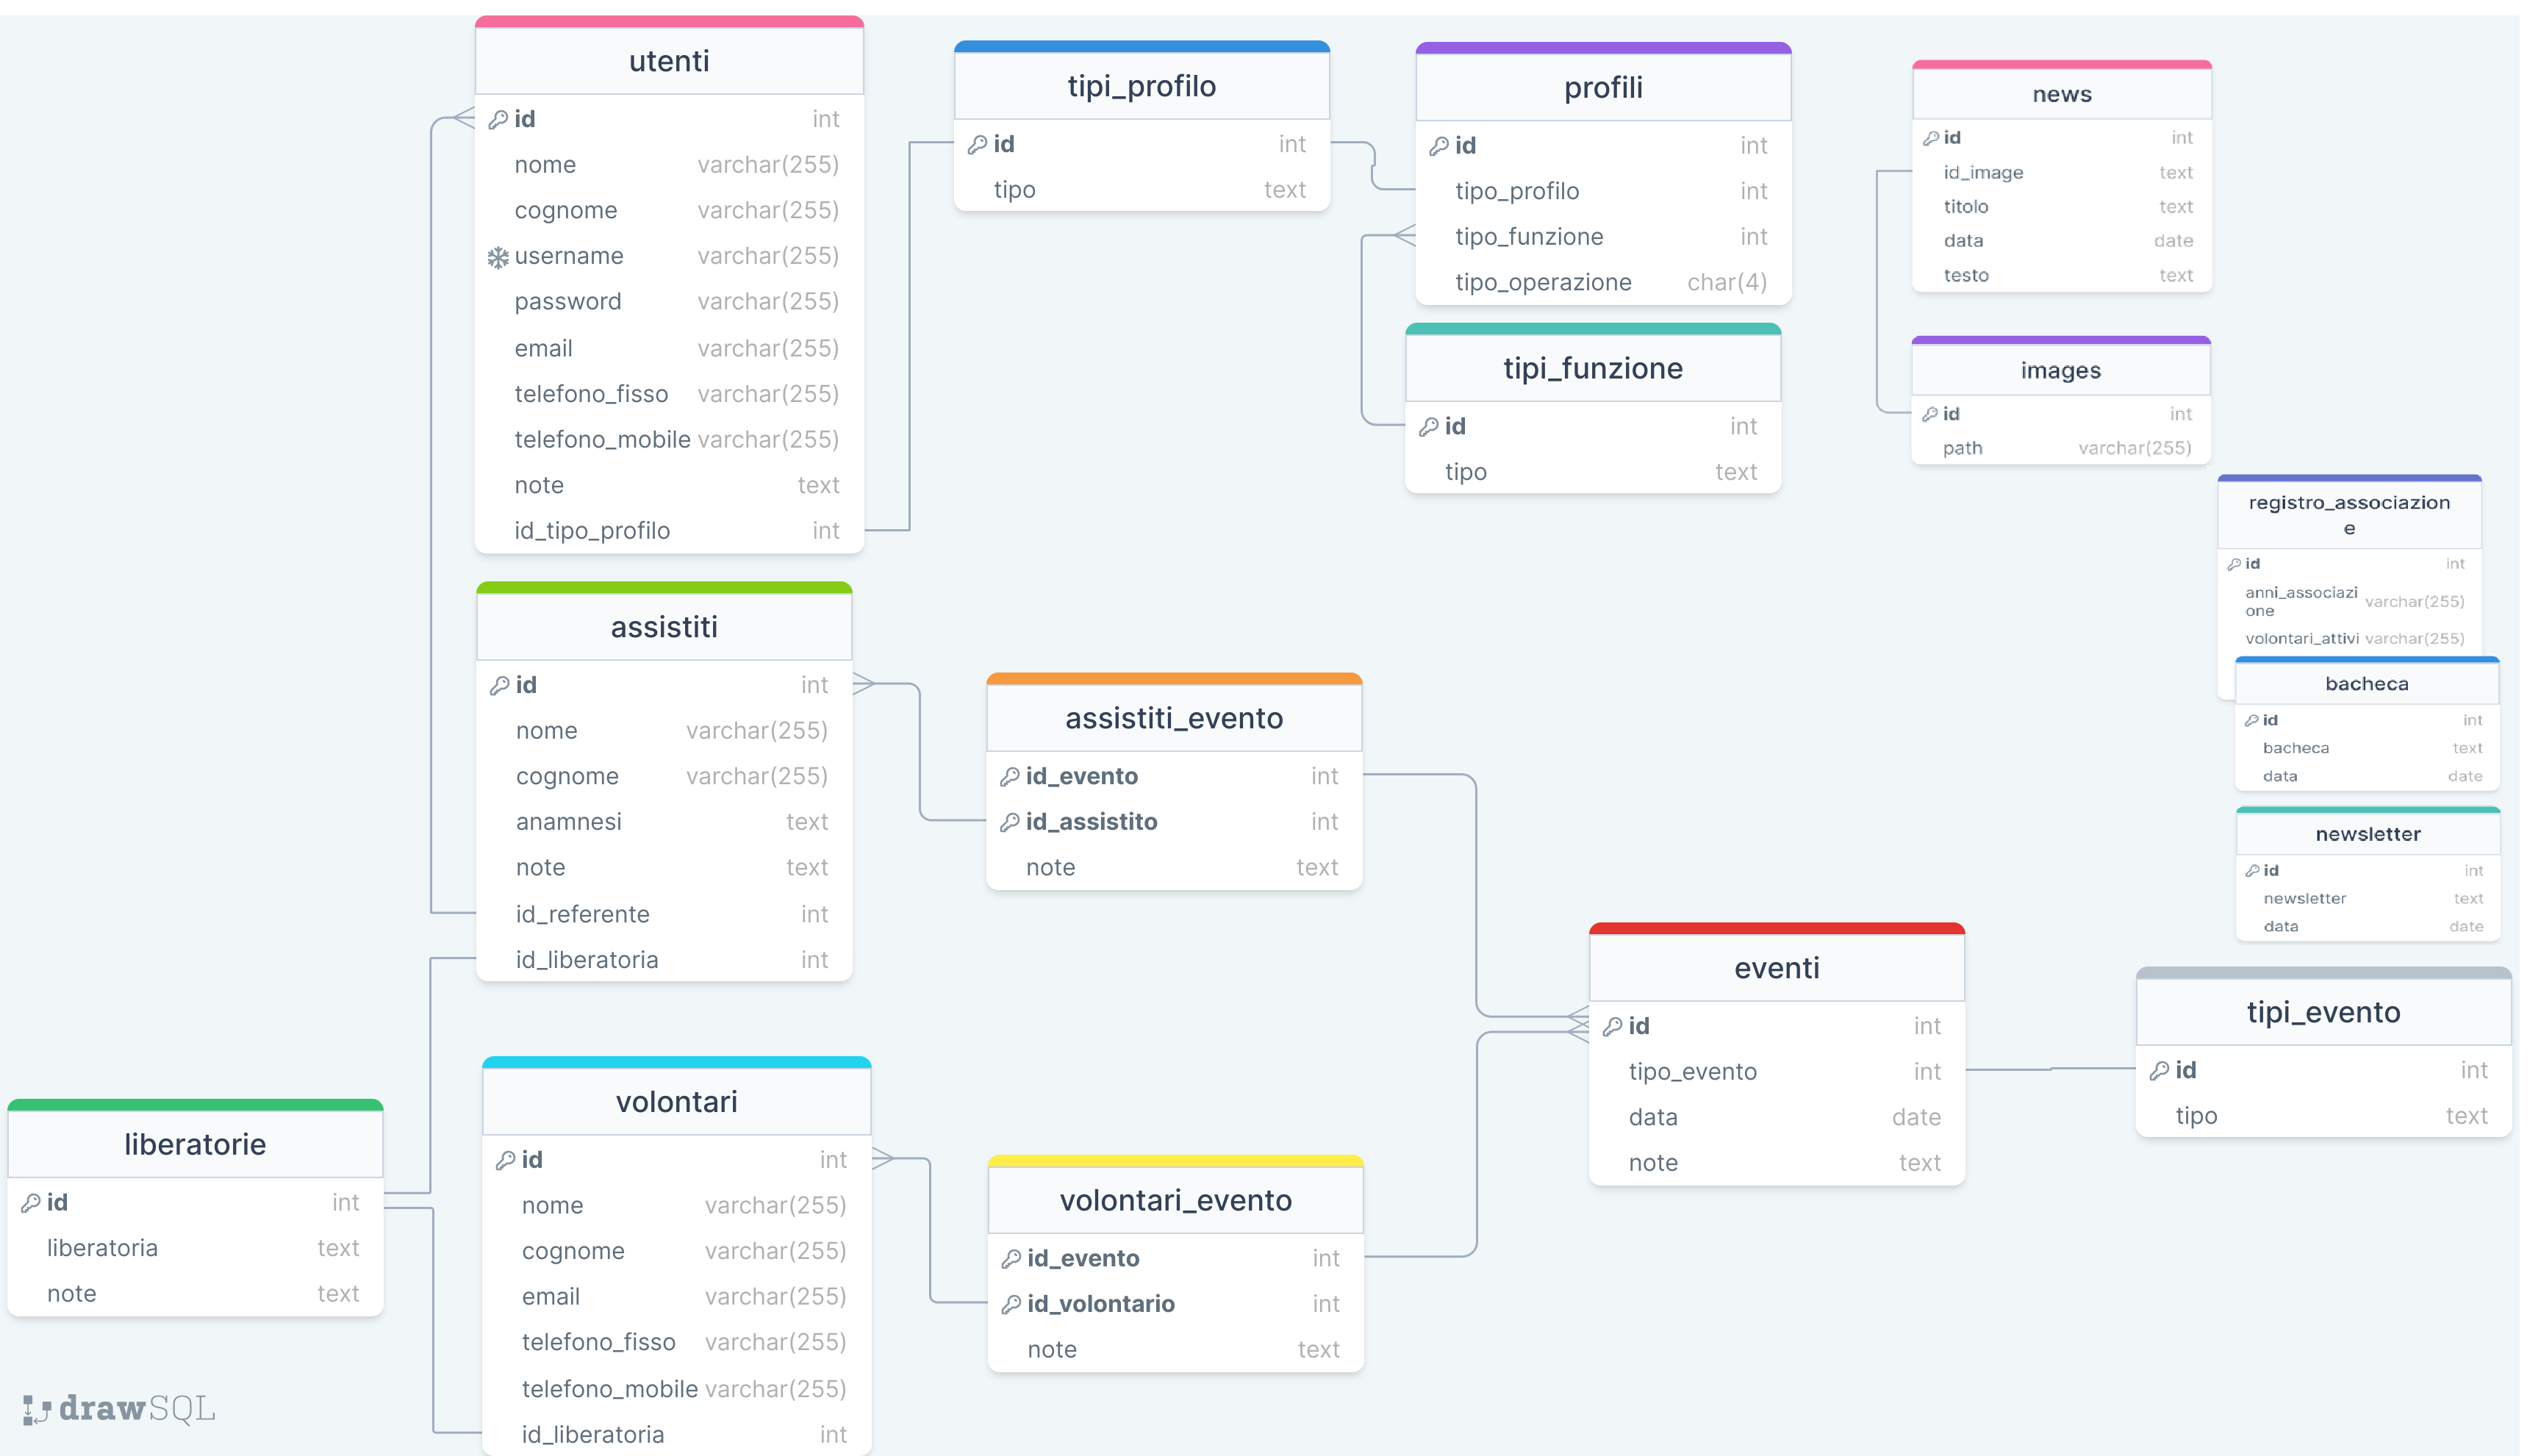 utenti
id int
nome varchar(255)
cognome varchar(255)
username varchar(255)
password varchar(255)
email varchar(255)
telefono_fisso varchar(255)
telefono_mobile varchar(255)
note text
id_tipo_profilo int
tipi_profilo
id int
tipo text
profili
id int
tipo_profilo int
tipo_funzione int
tipo_operazione char(4)
tipi_funzione
id int
tipo text
news
id int
id_image text
titolo text
data date
testo text
images
id int
path varchar(255)
registro_associazion
e
id int
anni_associazi
one varchar(255)
volontari_attivi varchar(255)
bacheca
id int
bacheca text
data date
newsletter
id int
newsletter text
data date
assistiti
id int
nome varchar(255)
cognome varchar(255)
anamnesi text
note text
id_referente int
id_liberatoria int
assistiti_evento
id_evento int
id_assistito int
note text
eventi
id int
tipo_evento int
data date
note text
tipi_evento
id int
tipo text
liberatorie
id int
liberatoria text
note text
volontari
id int
nome varchar(255)
cognome varchar(255)
email varchar(255)
telefono_fisso varchar(255)
telefono_mobile varchar(255)
id_liberatoria int
volontari_evento
id_evento int
id_volontario int
note text
drawSQL